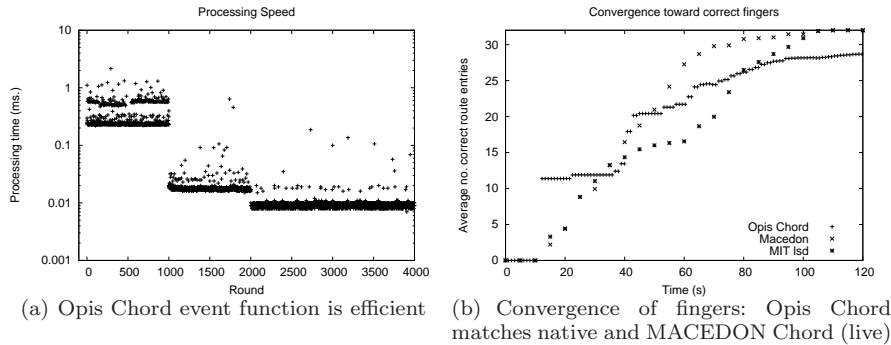 Processing Speed
10
1
0.1
0.01
0.001
Processing time (ms.)
0 500 1000 1500 2000 2500 3000 3500 4000
Round
(a) Opis Chord event function is efficient
Convergence toward correct fingers
30
25
20
15
10
5
0
Average no. correct route entries
Opis Chord
Macedon
MIT lsd
0 20 40 60 80 100 120
Time (s)
(b) Convergence of fingers: Opis Chord
matches native and MACEDON Chord (live)